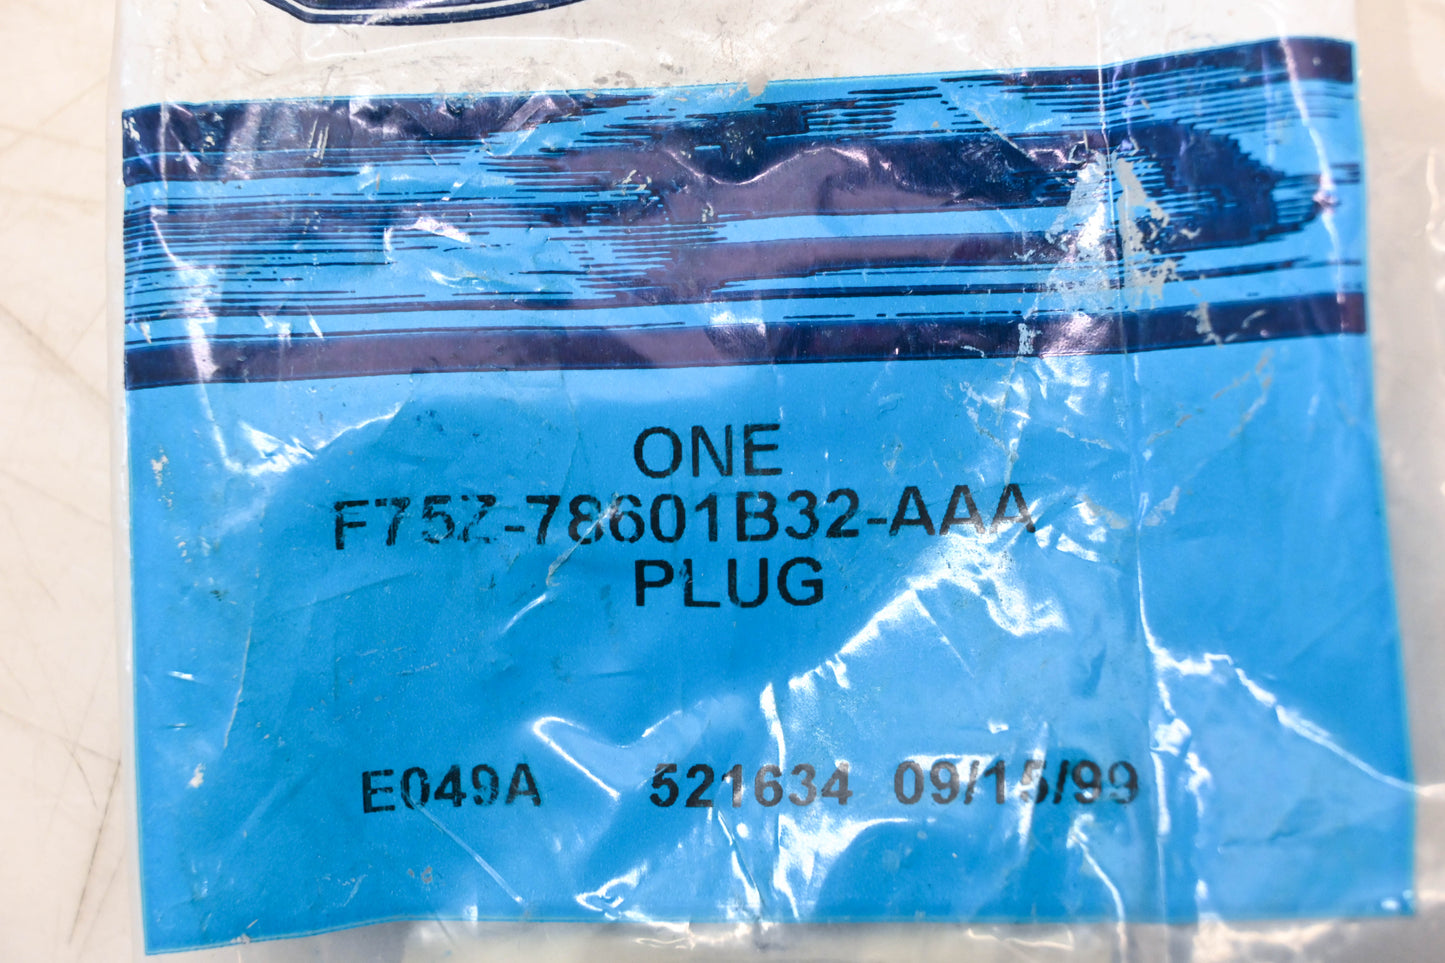 ONE
F75Z-78601B32-AAA
PLUG
E049A 521634 09/15/99